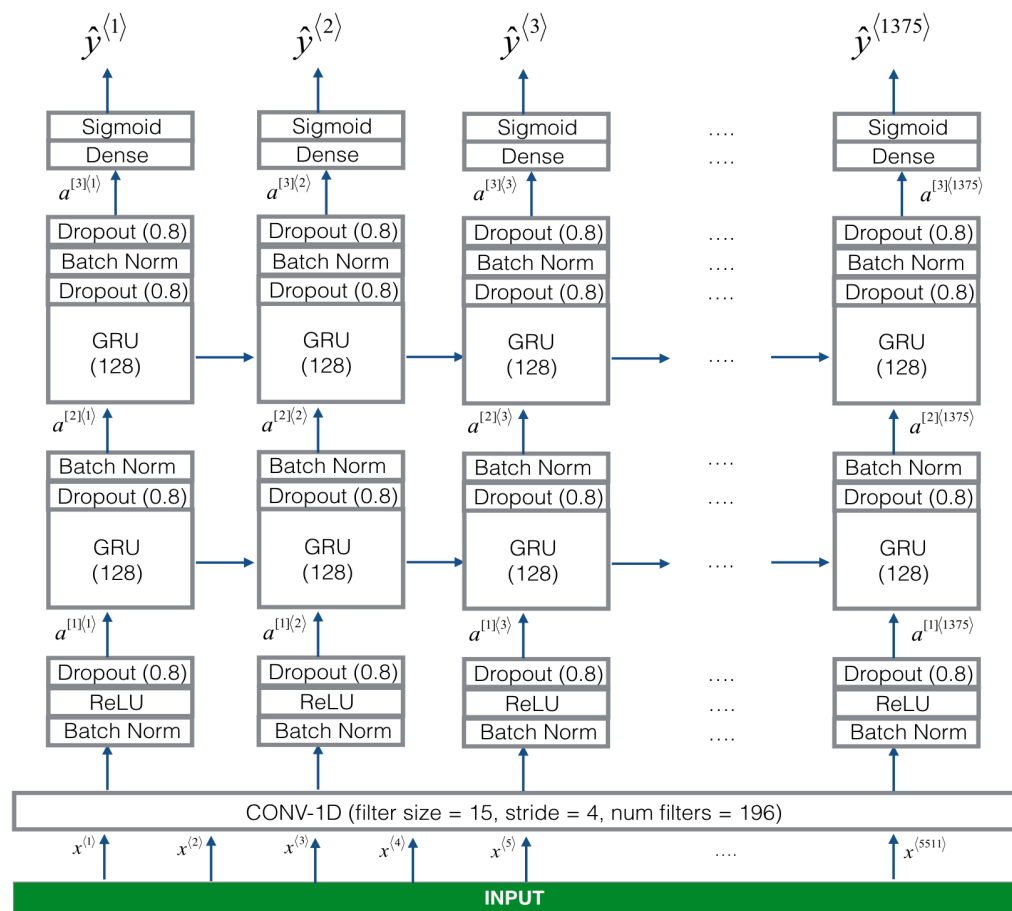 ŷ⟨1⟩ ŷ⟨2⟩ ŷ⟨3⟩ ŷ⟨1375⟩
Sigmoid Sigmoid Sigmoid .... Sigmoid
Dense Dense Dense .... Dense
a[3]⟨1⟩ a[3]⟨2⟩ a[3]⟨3⟩ a[3]⟨1375⟩
Dropout (0.8) Dropout (0.8) Dropout (0.8) .... Dropout (0.8)
Batch Norm Batch Norm Batch Norm .... Batch Norm
Dropout (0.8) Dropout (0.8) Dropout (0.8) .... Dropout (0.8)
GRU GRU GRU GRU
(128) (128) (128) .... (128)
a[2]⟨1⟩ a[2]⟨2⟩ a[2]⟨3⟩ a[2]⟨1375⟩
Batch Norm Batch Norm Batch Norm .... Batch Norm
Dropout (0.8) Dropout (0.8) Dropout (0.8) .... Dropout (0.8)
GRU GRU GRU GRU
(128) (128) (128) .... (128)
a[1]⟨1⟩ a[1]⟨2⟩ a[1]⟨3⟩ a[1]⟨1375⟩
Dropout (0.8) Dropout (0.8) Dropout (0.8) .... Dropout (0.8)
ReLU ReLU ReLU .... ReLU
Batch Norm Batch Norm Batch Norm .... Batch Norm
CONV-1D (filter size = 15, stride = 4, num filters = 196)
x⟨1⟩ x⟨2⟩ x⟨3⟩ x⟨4⟩ x⟨5⟩ .... x⟨5511⟩
INPUT